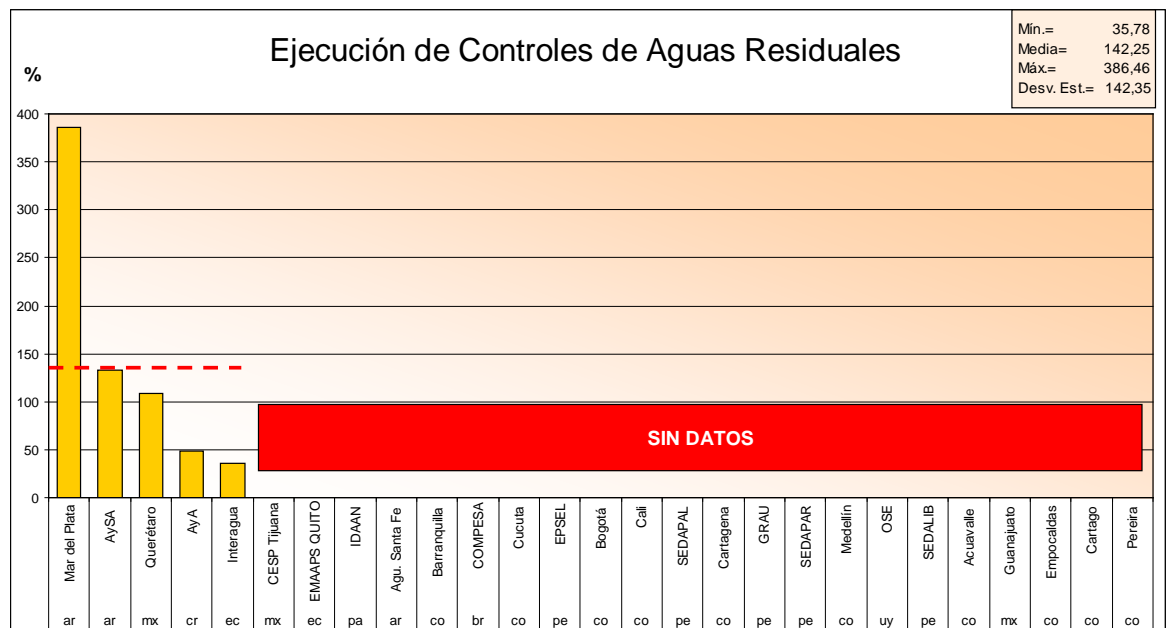 Ejecución de Controles de Aguas Residuales
Mín.= 35,78
Media= 142,25
Máx.= 386,46
Desv. Est.= 142,35
%
400
350
300
250
200
150
100
50
0
SIN DATOS
Mar del Plata
AySA
Querétaro
AyA
Interagua
CESP Tijuana
EMAAPS QUITO
IDAAN
Agu. Santa Fe
Barranquilla
COMPESA
Cucuta
EPSEL
Bogotá
Cali
SEDAPAL
Cartagena
GRAU
SEDAPAR
Medellín
OSE
SEDALIB
Acuavalle
Guanajuato
Empocaldas
Cartago
Pereira
ar ar mx cr ec mx ec pa ar co br co pe co co pe co pe pe co uy pe co mx co co co